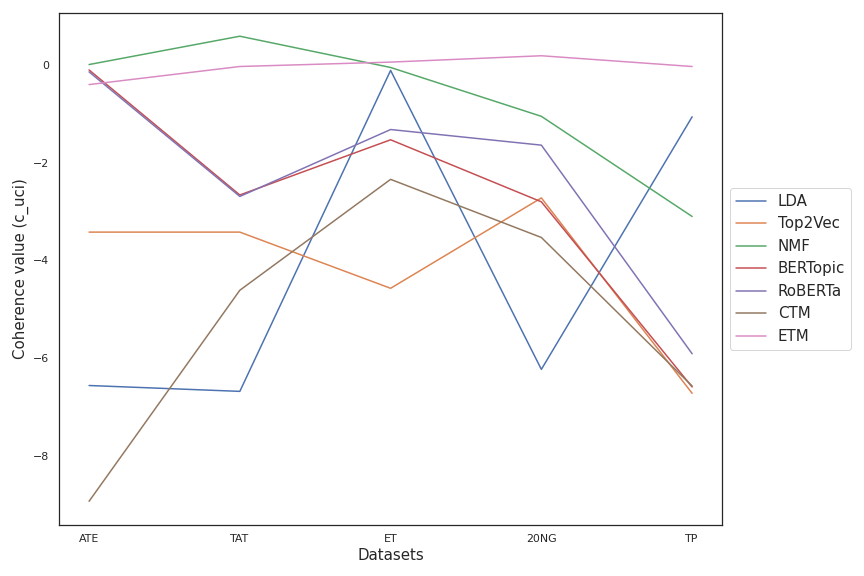 Coherence value (c_uci)
0
−2
−4
−6
−8
ATE
TAT
ET
20NG
TP
Datasets
LDA
Top2Vec
NMF
BERTopic
RoBERTa
CTM
ETM